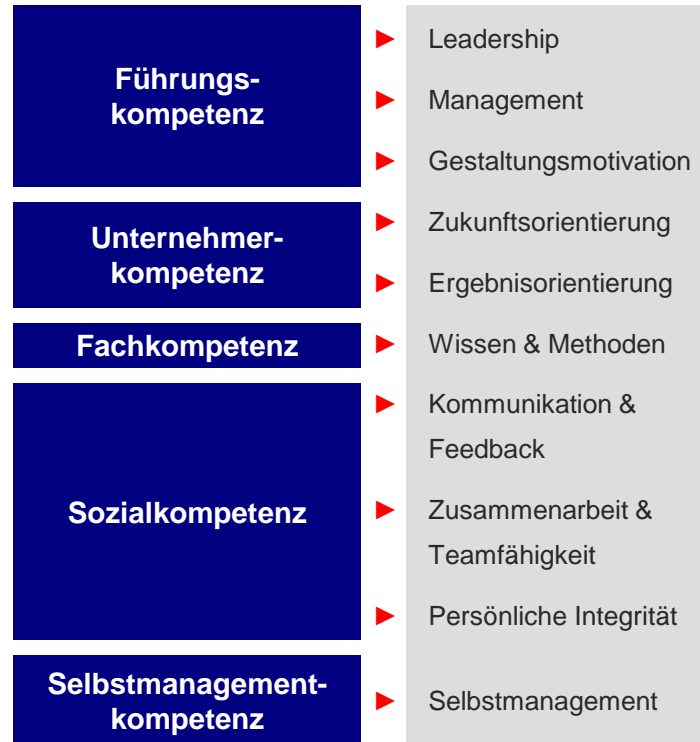 Führungs-
kompetenz
► Leadership
► Management
► Gestaltungsmotivation
Unternehmer-
kompetenz
► Zukunftsorientierung
► Ergebnisorientierung
Fachkompetenz
► Wissen & Methoden
Sozialkompetenz
► Kommunikation &
Feedback
► Zusammenarbeit &
Teamfähigkeit
► Persönliche Integrität
Selbstmanagement-
kompetenz
► Selbstmanagement